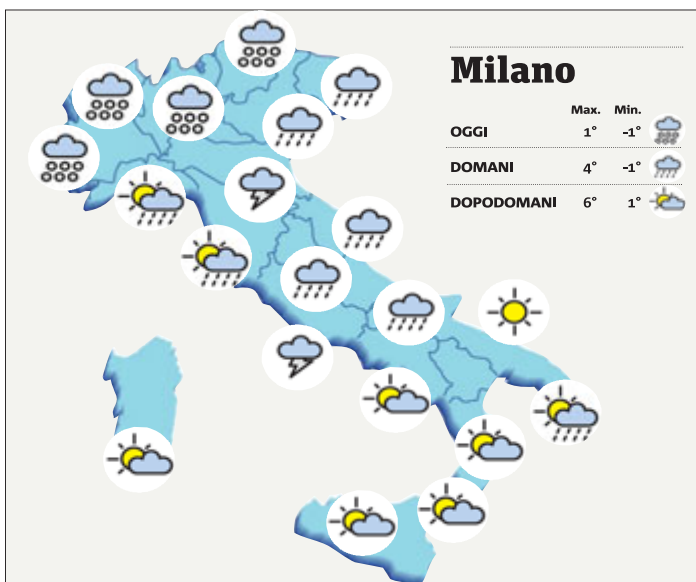 Milano
Max. Min.
OGGI 1° -1°
DOMANI 4° -1°
DOPODOMANI 6° 1°